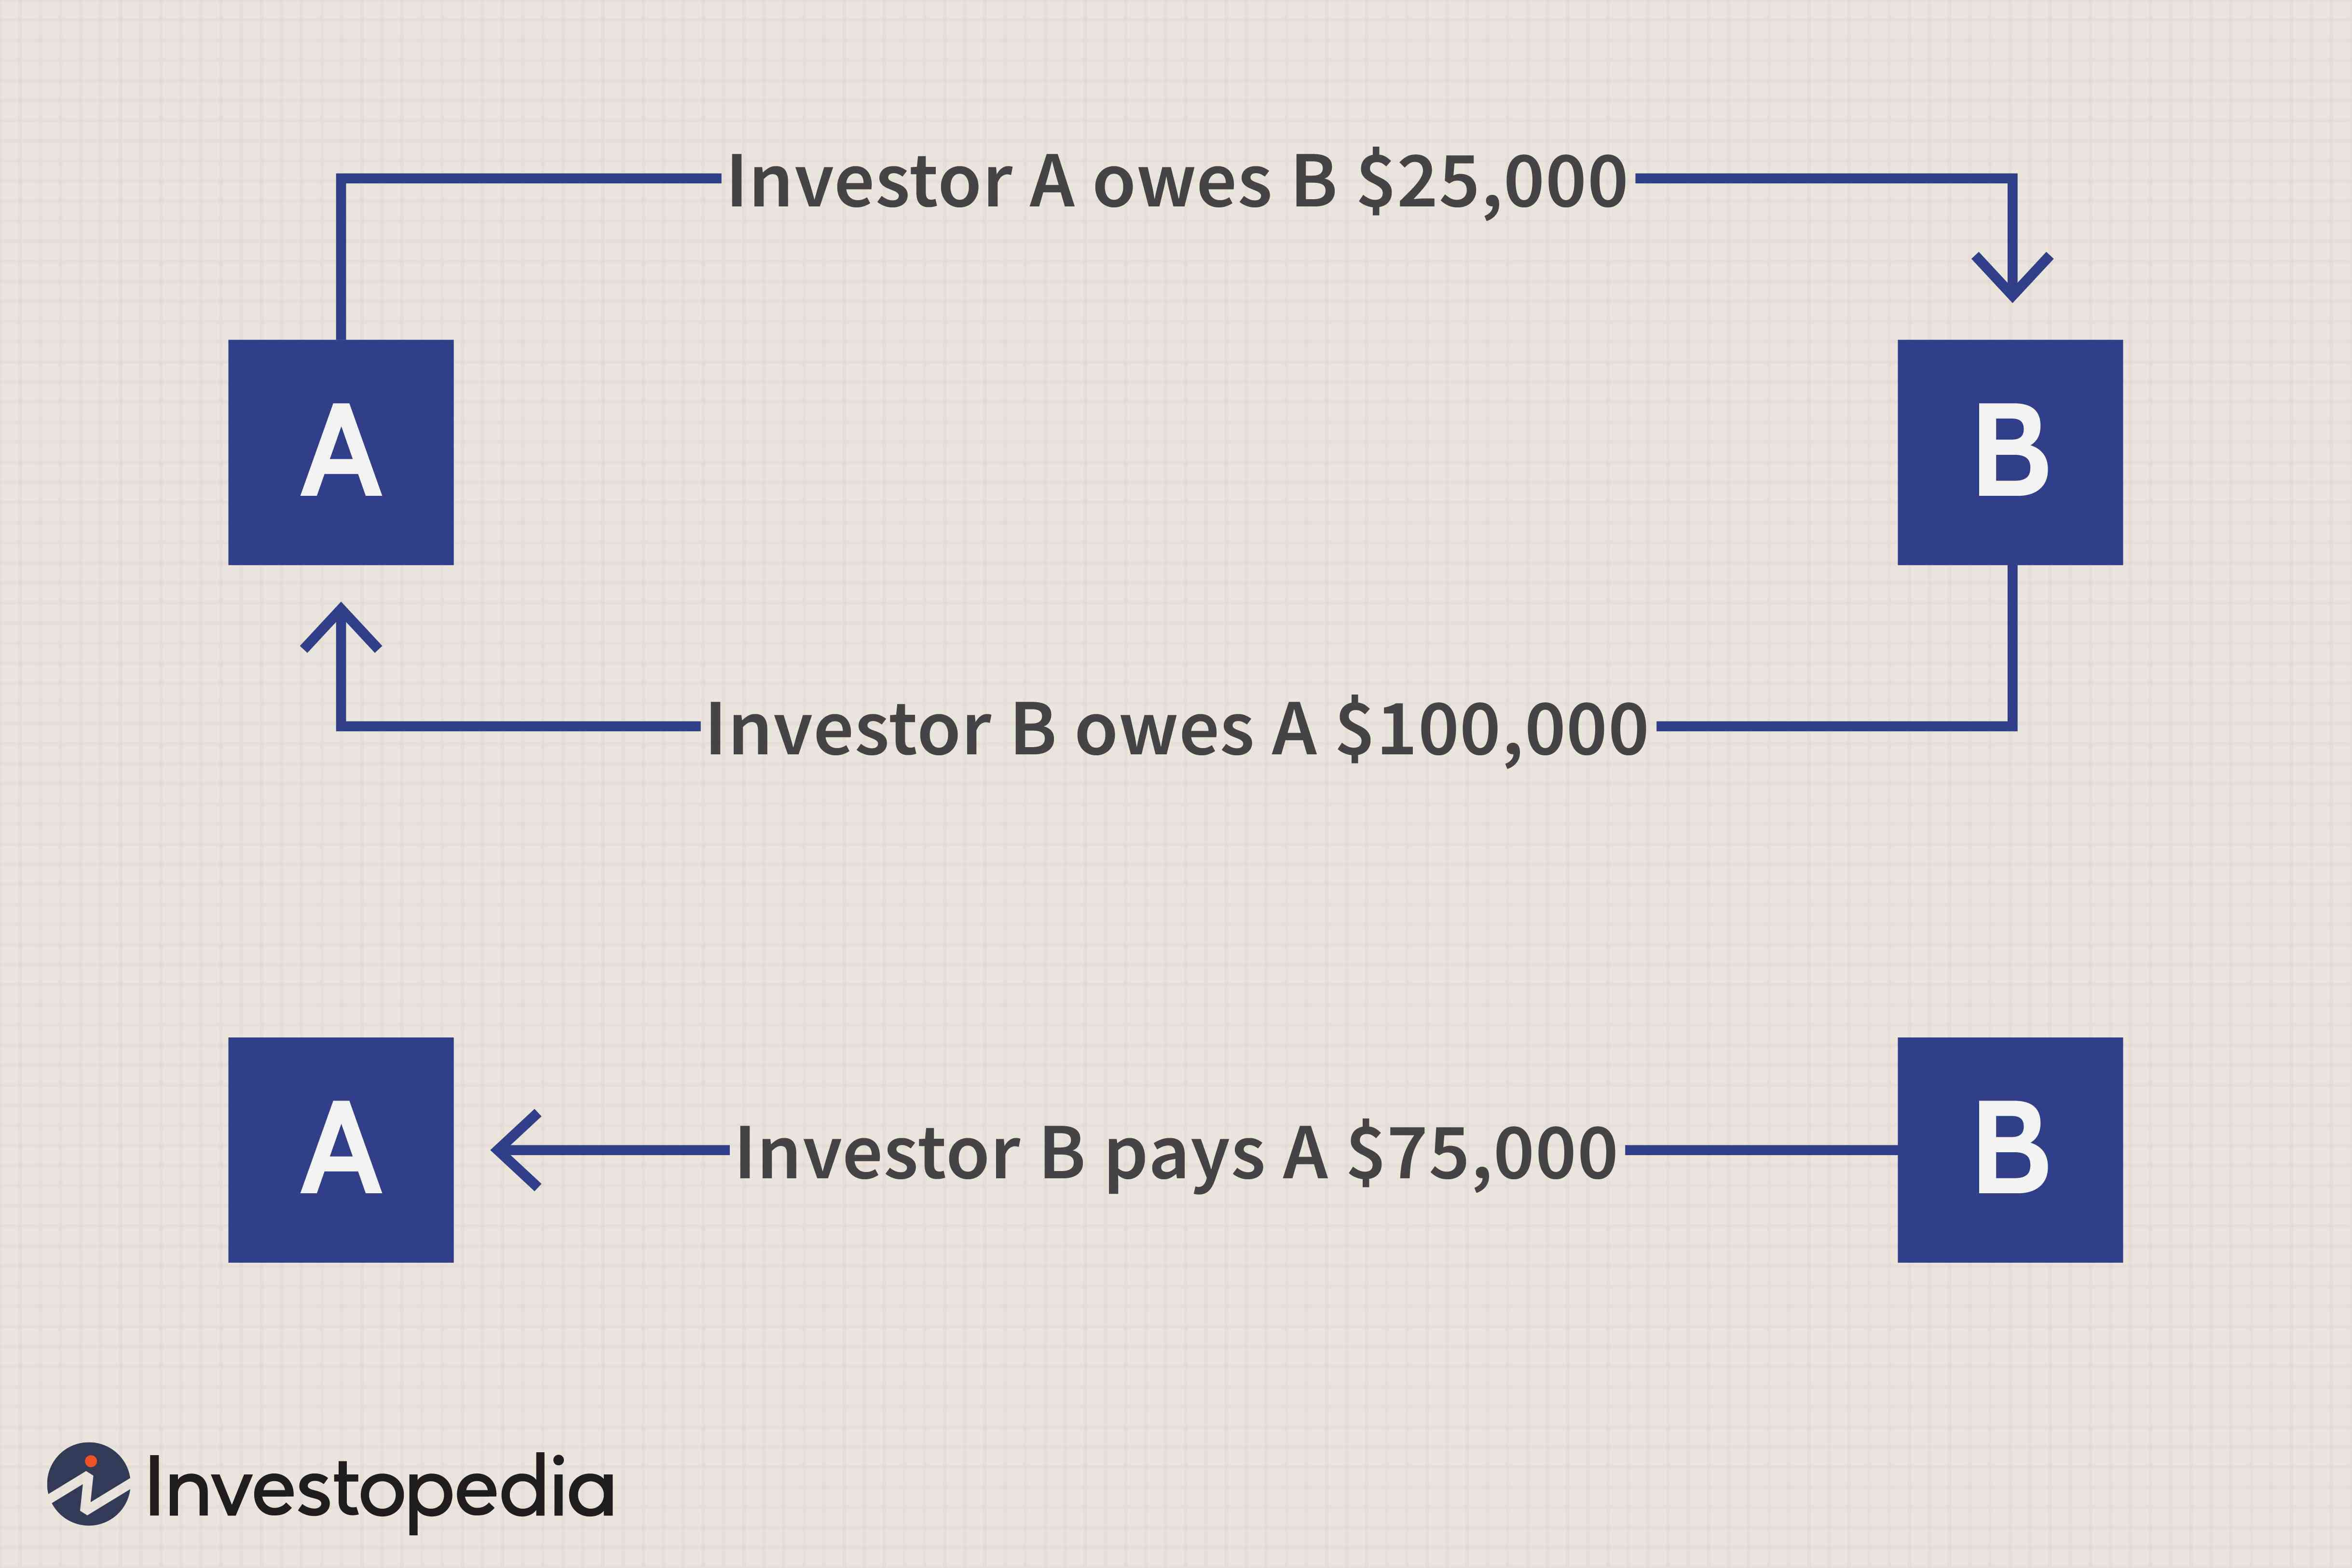 Investor A owes B $25,000
A
B
Investor B owes A $100,000
A
Investor B pays A $75,000
B
Investopedia